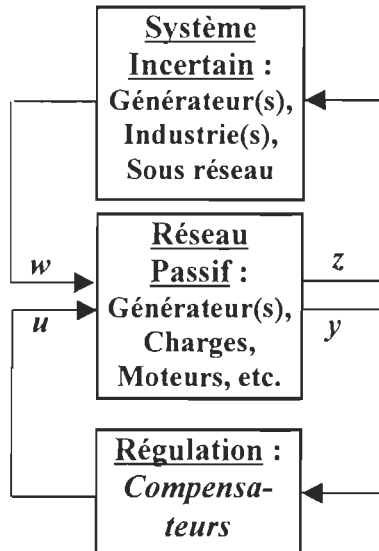 Système
Incertain :
Générateur(s),
Industrie(s),
Sous réseau
w
u
Réseau
Passif :
Générateur(s),
Charges,
Moteurs, etc.
z
y
Régulation :
Compensa-
teurs